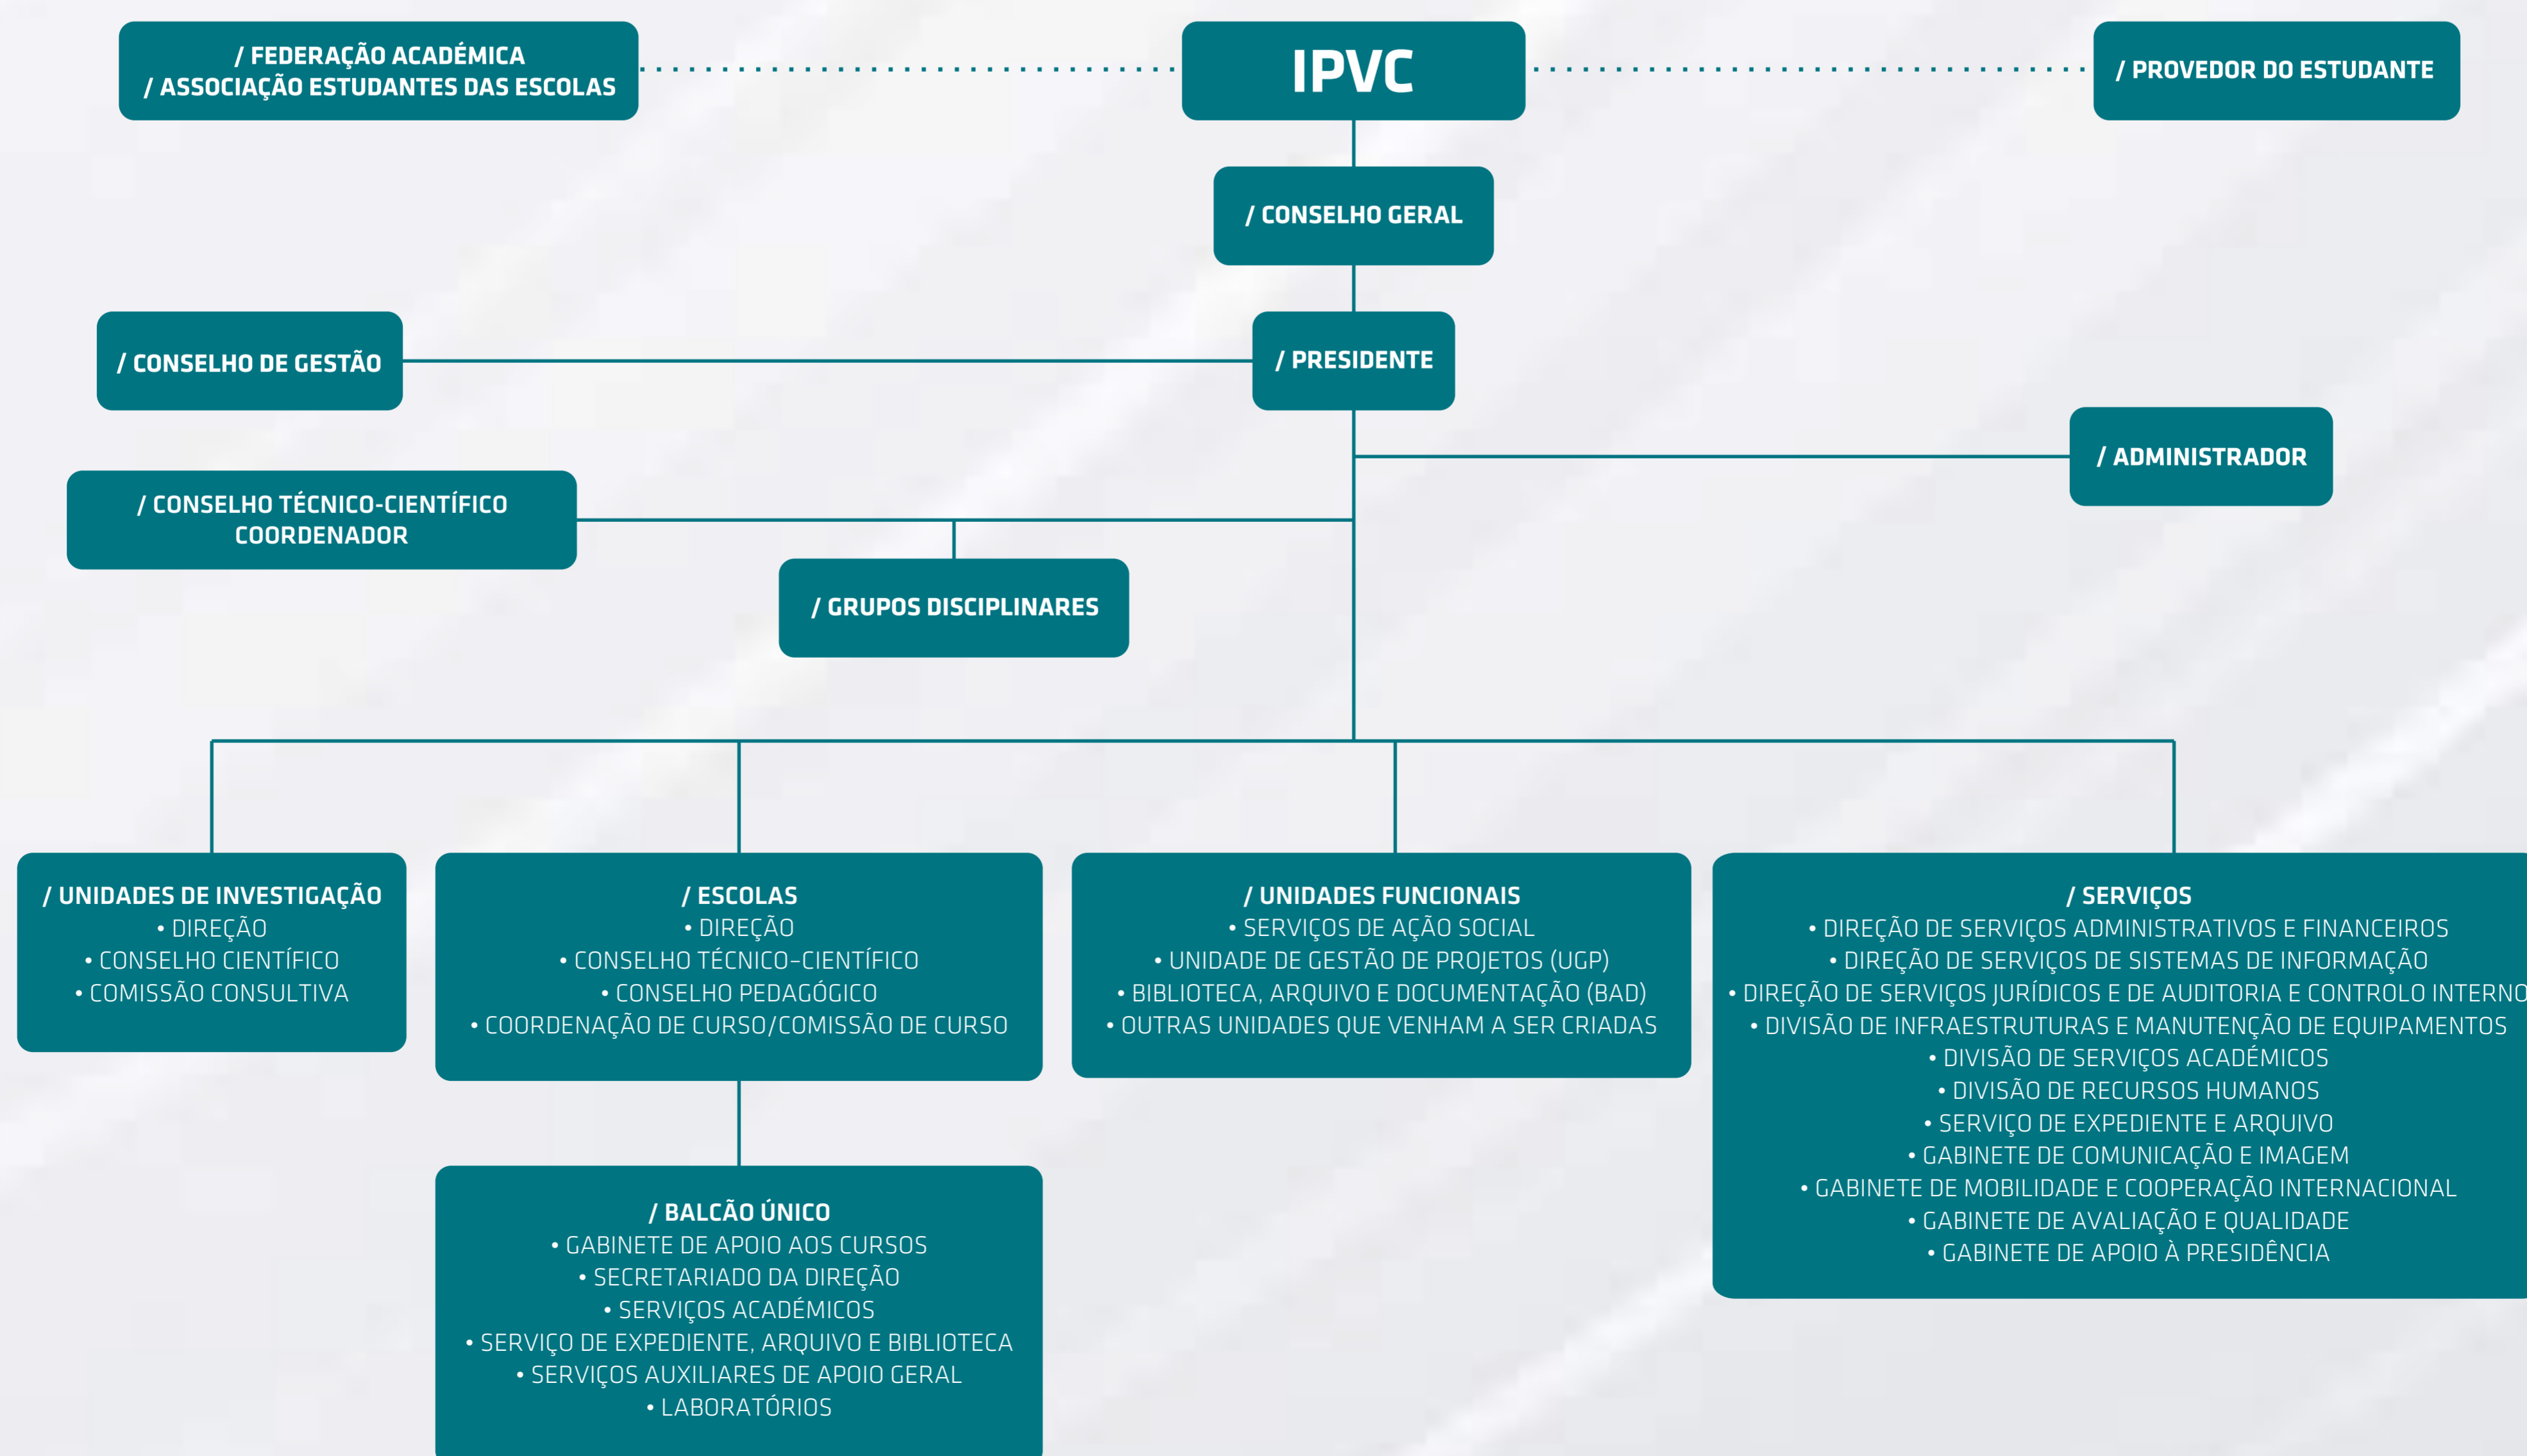 / FEDERAÇÃO ACADÉMICA
/ ASSOCIAÇÃO ESTUDANTES DAS ESCOLAS
IPVC
/ PROVEDOR DO ESTUDANTE
/ CONSELHO GERAL
/ CONSELHO DE GESTÃO
/ PRESIDENTE
/ ADMINISTRADOR
/ CONSELHO TÉCNICO-CIENTÍFICO
COORDENADOR
/ GRUPOS DISCIPLINARES
/ UNIDADES DE INVESTIGAÇÃO
• DIREÇÃO
• CONSELHO CIENTÍFICO
• COMISSÃO CONSULTIVA
/ ESCOLAS
• DIREÇÃO
• CONSELHO TÉCNICO–CIENTÍFICO
• CONSELHO PEDAGÓGICO
• COORDENAÇÃO DE CURSO/COMISSÃO DE CURSO
/ UNIDADES FUNCIONAIS
• SERVIÇOS DE AÇÃO SOCIAL
• UNIDADE DE GESTÃO DE PROJETOS (UGP)
• BIBLIOTECA, ARQUIVO E DOCUMENTAÇÃO (BAD)
• OUTRAS UNIDADES QUE VENHAM A SER CRIADAS
/ SERVIÇOS
• DIREÇÃO DE SERVIÇOS ADMINISTRATIVOS E FINANCEIROS
• DIREÇÃO DE SERVIÇOS DE SISTEMAS DE INFORMAÇÃO
• DIREÇÃO DE SERVIÇOS JURÍDICOS E DE AUDITORIA E CONTROLO INTERNO
• DIVISÃO DE INFRAESTRUTURAS E MANUTENÇÃO DE EQUIPAMENTOS
• DIVISÃO DE SERVIÇOS ACADÉMICOS
• DIVISÃO DE RECURSOS HUMANOS
• SERVIÇO DE EXPEDIENTE E ARQUIVO
• GABINETE DE COMUNICAÇÃO E IMAGEM
• GABINETE DE MOBILIDADE E COOPERAÇÃO INTERNACIONAL
• GABINETE DE AVALIAÇÃO E QUALIDADE
• GABINETE DE APOIO À PRESIDÊNCIA
/ BALCÃO ÚNICO
• GABINETE DE APOIO AOS CURSOS
• SECRETARIADO DA DIREÇÃO
• SERVIÇOS ACADÉMICOS
• SERVIÇO DE EXPEDIENTE, ARQUIVO E BIBLIOTECA
• SERVIÇOS AUXILIARES DE APOIO GERAL
• LABORATÓRIOS